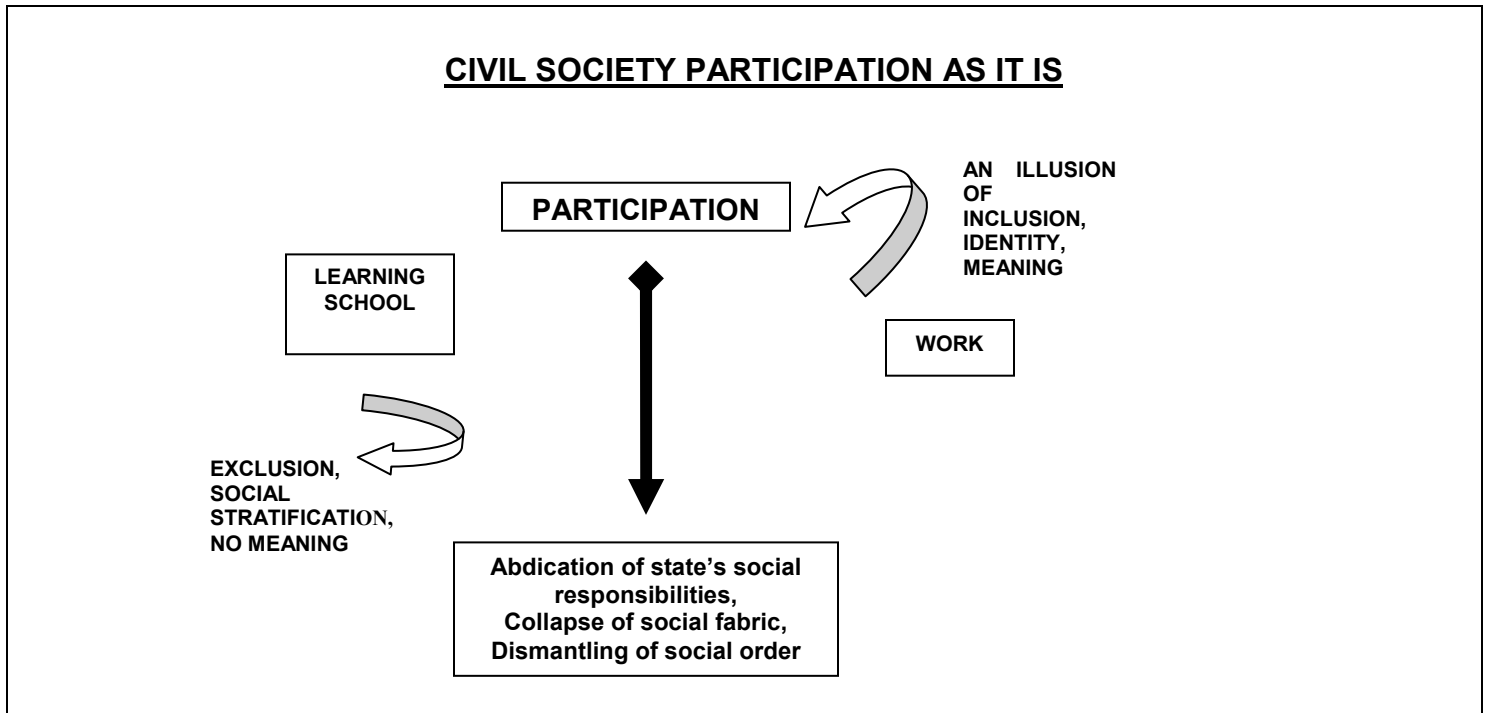 CIVIL SOCIETY PARTICIPATION AS IT IS
PARTICIPATION
AN ILLUSION
OF
INCLUSION,
IDENTITY,
MEANING
LEARNING
SCHOOL
WORK
EXCLUSION,
SOCIAL
STRATIFICATION,
NO MEANING
Abdication of state’s social
responsibilities,
Collapse of social fabric,
Dismantling of social order